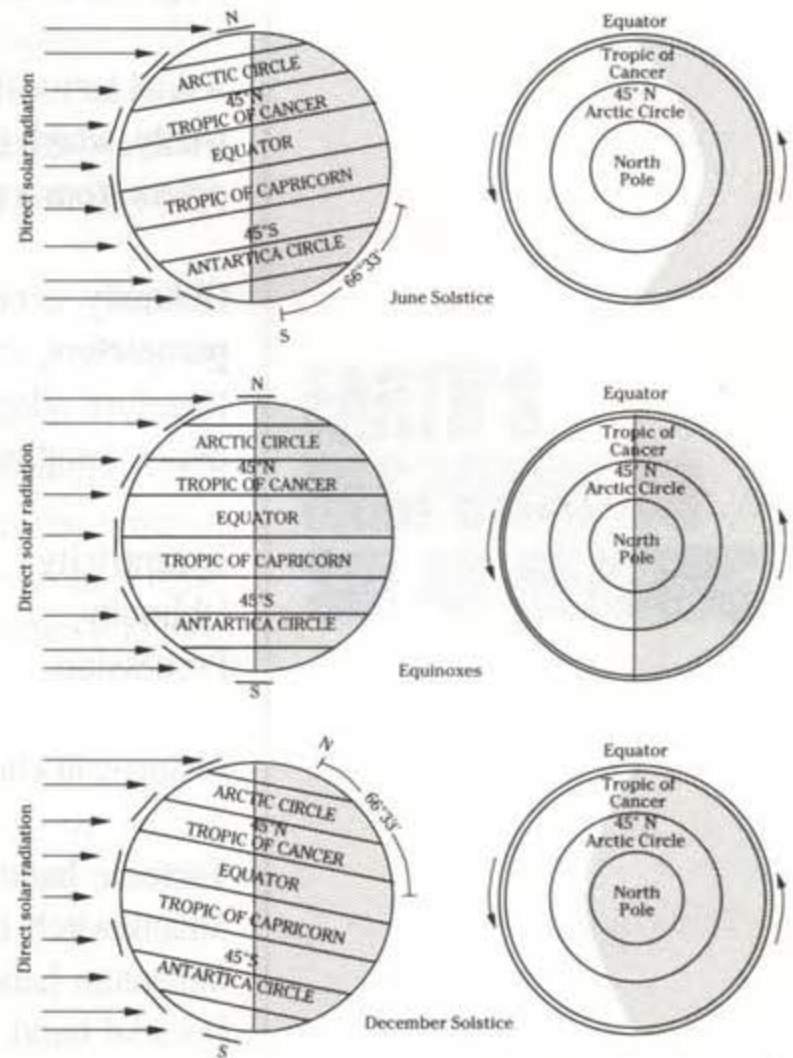 Direct solar radiation
N
ARCTIC CIRCLE
45°N
TROPIC OF CANCER
EQUATOR
TROPIC OF CAPRICORN
45°S
ANTARTICA CIRCLE
66°33'
S
June Solstice
Equator
Tropic of
Cancer
45° N
Arctic Circle
North
Pole
Direct solar radiation
N
ARCTIC CIRCLE
45°N
TROPIC OF CANCER
EQUATOR
TROPIC OF CAPRICORN
45°S
ANTARTICA CIRCLE
S
Equinoxes
Equator
Tropic of
Cancer
45° N
Arctic Circle
North
Pole
Direct solar radiation
N
66°33'
ARCTIC CIRCLE
45°N
TROPIC OF CANCER
EQUATOR
TROPIC OF CAPRICORN
45°S
ANTARTICA CIRCLE
S
December Solstice
Equator
Tropic of
Cancer
45° N
Arctic Circle
North
Pole